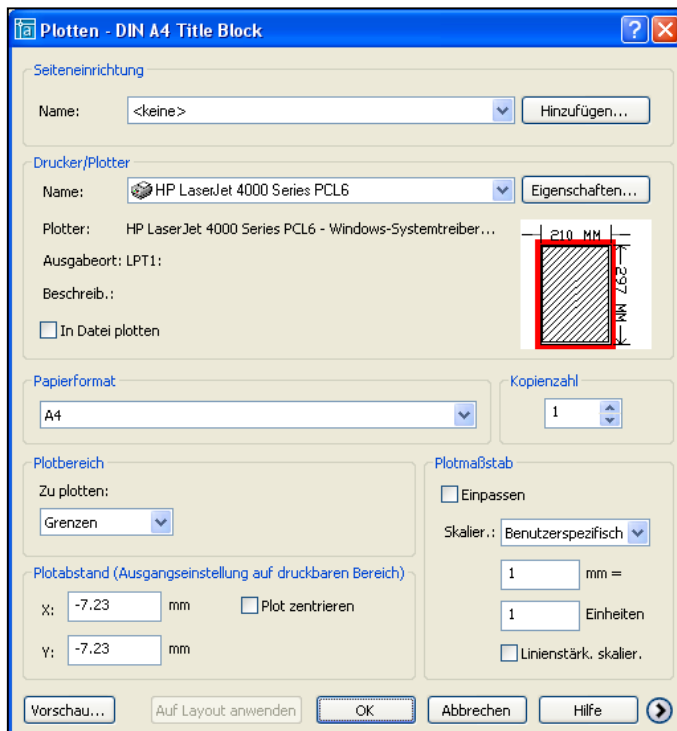 Plotten - DIN A4 Title Block
Seiteneinrichtung
Name: <keine> Hinzufügen...
Drucker/Plotter
Name: HP LaserJet 4000 Series PCL6 Eigenschaften...
Plotter: HP LaserJet 4000 Series PCL6 - Windows-Systemtreiber...
Ausgabeort: LPT1:
Beschreib.:
In Datei plotten
210 MM
297 MM
Papierformat
A4
Kopienzahl
1
Plotbereich
Zu plotten:
Grenzen
Plotabstand (Ausgangseinstellung auf druckbaren Bereich)
X: -7.23 mm Plot zentrieren
Y: -7.23 mm
Plotmaßstab
Einpassen
Skalier.: Benutzerspezifisch
1 mm =
1 Einheiten
Linienstärk. skalier.
Vorschau... Auf Layout anwenden OK Abbrechen Hilfe